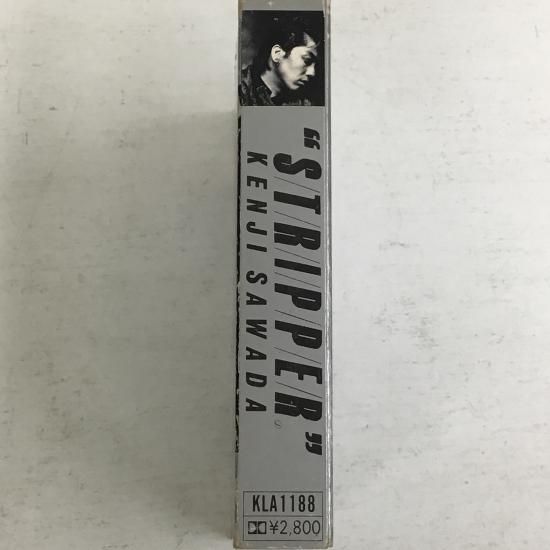 “STRIPPER”
KENJI SAWADA
KLA1188
¥2,800